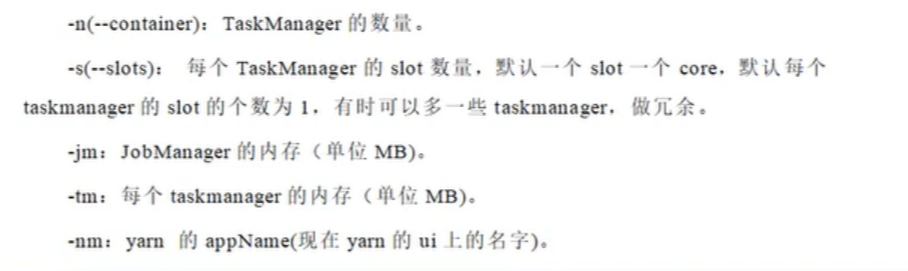 -n(--container)：TaskManager 的数量。
-s(--slots)： 每个 TaskManager 的 slot 数量，默认一个 slot 一个 core，默认每个
taskmanager 的 slot 的个数为 1，有时可以多一些 taskmanager，做冗余。
-jm：JobManager 的内存（单位 MB)。
-tm：每个 taskmanager 的内存（单位 MB)。
-nm：yarn 的 appName(现在 yarn 的 ui 上的名字)。